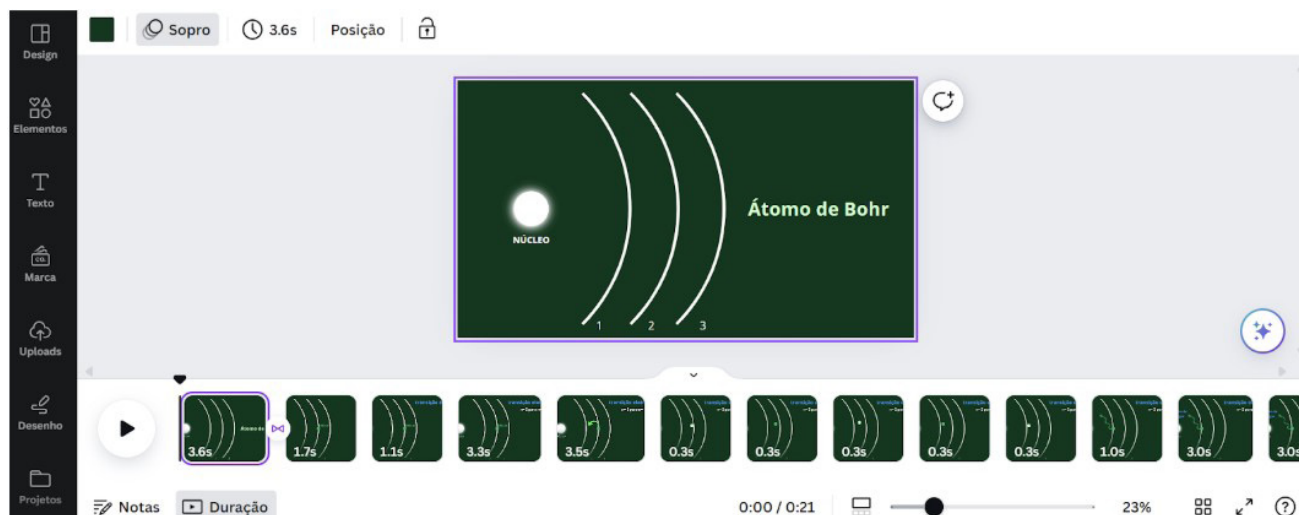 Design
Elementos
Texto
CO.
Marca
Uploads
Desenho
Projetos
Sopro
3.6s
Posição
NÚCLEO
Átomo de Bohr
1 2 3
3.6s 1.7s 1.1s 3.3s 3.5s 0.3s 0.3s 0.3s 0.3s 0.3s 1.0s 3.0s 3.0s
Notas
Duração
0:00 / 0:21
23%
?